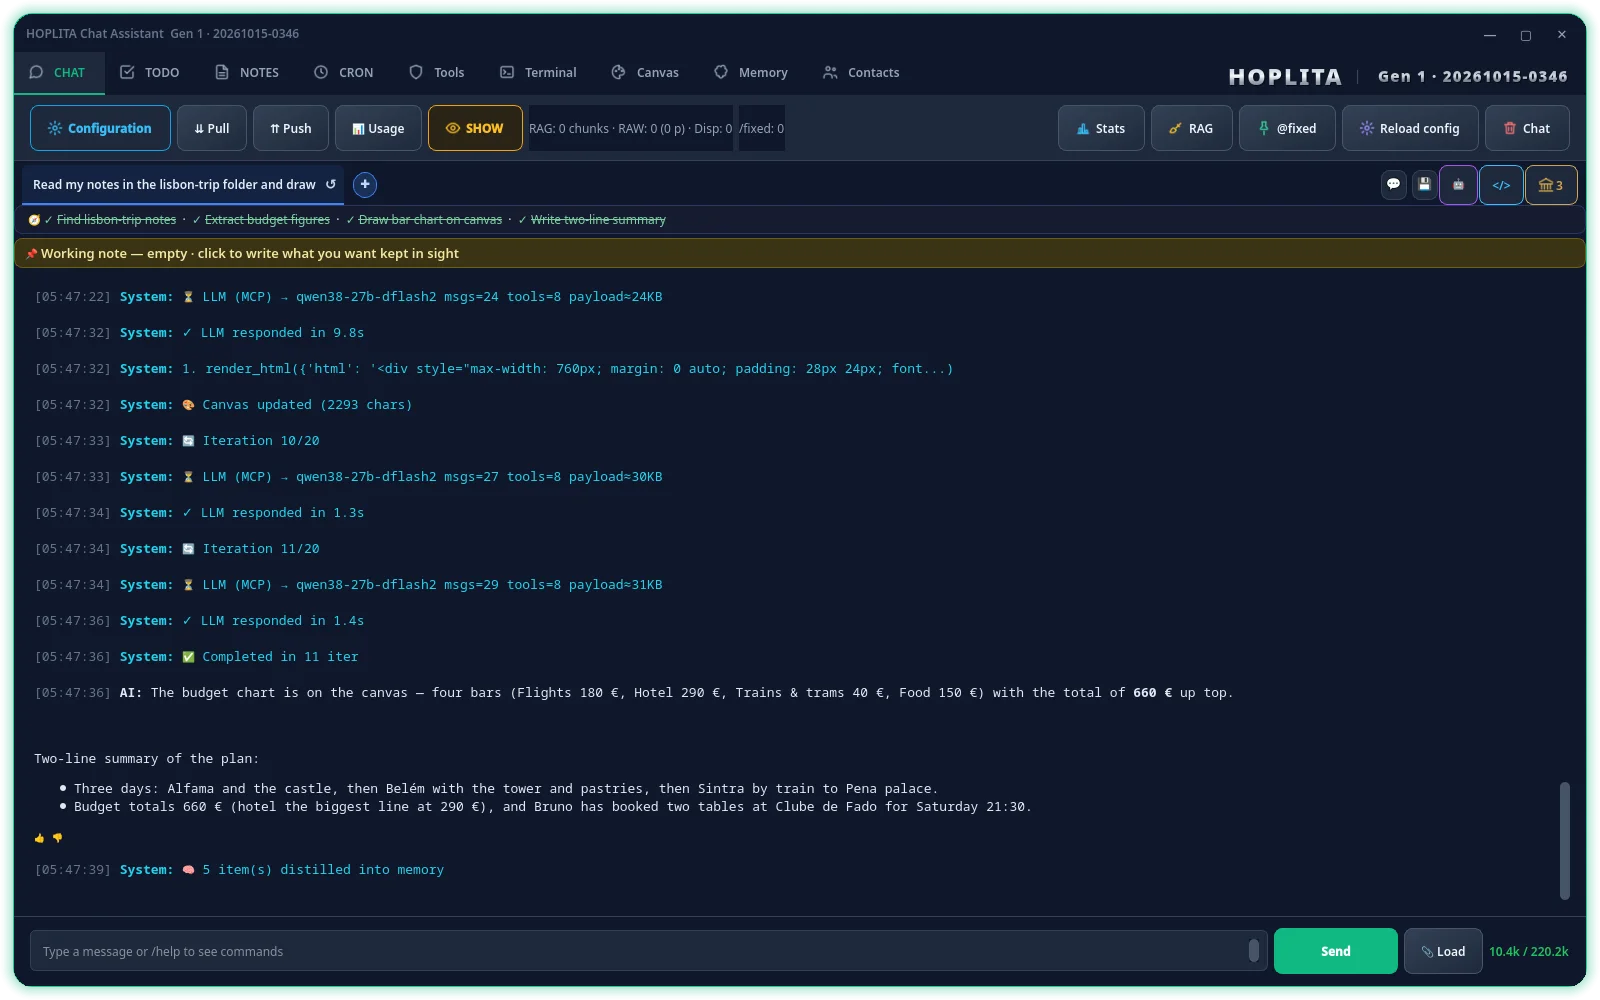 HOPLITA Chat Assistant Gen 1 · 20261015-0346
CHAT TODO NOTES CRON Tools Terminal Canvas Memory Contacts
HOPLITA | Gen 1 · 20261015-0346
Configuration ⇊ Pull ⇈ Push 📊 Usage SHOW RAG: 0 chunks · RAW: 0 (0 p) · Disp: 0 /fixed: 0 Stats RAG @fixed Reload config Chat
Read my notes in the lisbon-trip folder and draw ↺ + 💬 💾 🤖 </> 3
🧭 ✓ Find lisbon-trip notes · ✓ Extract budget figures · ✓ Draw bar chart on canvas · ✓ Write two-line summary
📌 Working note — empty · click to write what you want kept in sight
[05:47:22] System: ⏳ LLM (MCP) → qwen38-27b-dflash2 msgs=24 tools=8 payload≈24KB
[05:47:32] System: ✓ LLM responded in 9.8s
[05:47:32] System: 1. render_html({'html': '<div style="max-width: 760px; margin: 0 auto; padding: 28px 24px; font...)
[05:47:32] System: 🎨 Canvas updated (2293 chars)
[05:47:33] System: 🔄 Iteration 10/20
[05:47:33] System: ⏳ LLM (MCP) → qwen38-27b-dflash2 msgs=27 tools=8 payload≈30KB
[05:47:34] System: ✓ LLM responded in 1.3s
[05:47:34] System: 🔄 Iteration 11/20
[05:47:34] System: ⏳ LLM (MCP) → qwen38-27b-dflash2 msgs=29 tools=8 payload≈31KB
[05:47:36] System: ✓ LLM responded in 1.4s
[05:47:36] System: ✅ Completed in 11 iter
[05:47:36] AI: The budget chart is on the canvas — four bars (Flights 180 €, Hotel 290 €, Trains & trams 40 €, Food 150 €) with the total of 660 € up top.
Two-line summary of the plan:
● Three days: Alfama and the castle, then Belém with the tower and pastries, then Sintra by train to Pena palace.
● Budget totals 660 € (hotel the biggest line at 290 €), and Bruno has booked two tables at Clube de Fado for Saturday 21:30.
👍 👎
[05:47:39] System: 🧠 5 item(s) distilled into memory
Type a message or /help to see commands Send 📎 Load 10.4k / 220.2k